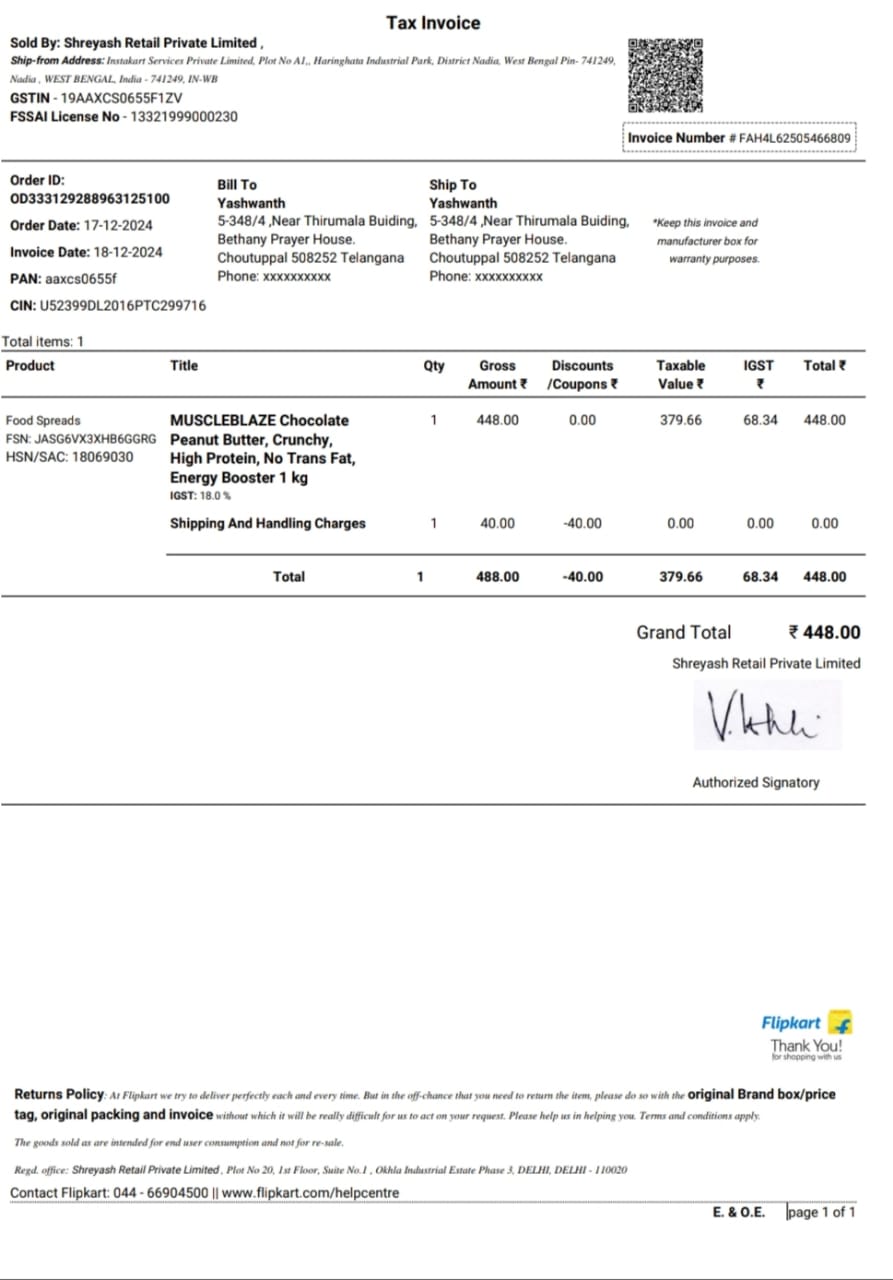 Tax Invoice
Sold By: Shreyash Retail Private Limited ,
Ship-from Address: Instakart Services Private Limited, Plot No A1,, Haringhata Industrial Park, District Nadia, West Bengal Pin- 741249,
Nadia , WEST BENGAL, India - 741249, IN-WB
GSTIN - 19AAXCS0655F1ZV
FSSAI License No - 13321999000230
Invoice Number # FAH4L62505466809
Order ID:
OD333129288963125100
Order Date: 17-12-2024
Invoice Date: 18-12-2024
PAN: aaxcs0655f
CIN: U52399DL2016PTC299716
Bill To
Yashwanth
5-348/4 ,Near Thirumala Buiding,
Bethany Prayer House.
Choutuppal 508252 Telangana
Phone: xxxxxxxxxx
Ship To
Yashwanth
5-348/4 ,Near Thirumala Buiding,
Bethany Prayer House.
Choutuppal 508252 Telangana
Phone: xxxxxxxxxx
*Keep this invoice and
manufacturer box for
warranty purposes.
Total items: 1
Product Title Qty Gross Amount ₹ Discounts /Coupons ₹ Taxable Value ₹ IGST ₹ Total ₹
Food Spreads
FSN: JASG6VX3XHB6GGRG
HSN/SAC: 18069030
MUSCLEBLAZE Chocolate
Peanut Butter, Crunchy,
High Protein, No Trans Fat,
Energy Booster 1 kg
IGST: 18.0 %
1 448.00 0.00 379.66 68.34 448.00
Shipping And Handling Charges 1 40.00 -40.00 0.00 0.00 0.00
Total 1 488.00 -40.00 379.66 68.34 448.00
Grand Total ₹ 448.00
Shreyash Retail Private Limited
Authorized Signatory
Flipkart
Thank You!
for shopping with us
Returns Policy: At Flipkart we try to deliver perfectly each and every time. But in the off-chance that you need to return the item, please do so with the original Brand box/price
tag, original packing and invoice without which it will be really difficult for us to act on your request. Please help us in helping you. Terms and conditions apply.
The goods sold as are intended for end user consumption and not for re-sale.
Regd. office: Shreyash Retail Private Limited , Plot No 20, 1st Floor, Suite No.1 , Okhla Industrial Estate Phase 3, DELHI, DELHI - 110020
Contact Flipkart: 044 - 66904500 || www.flipkart.com/helpcentre
E. & O.E. page 1 of 1